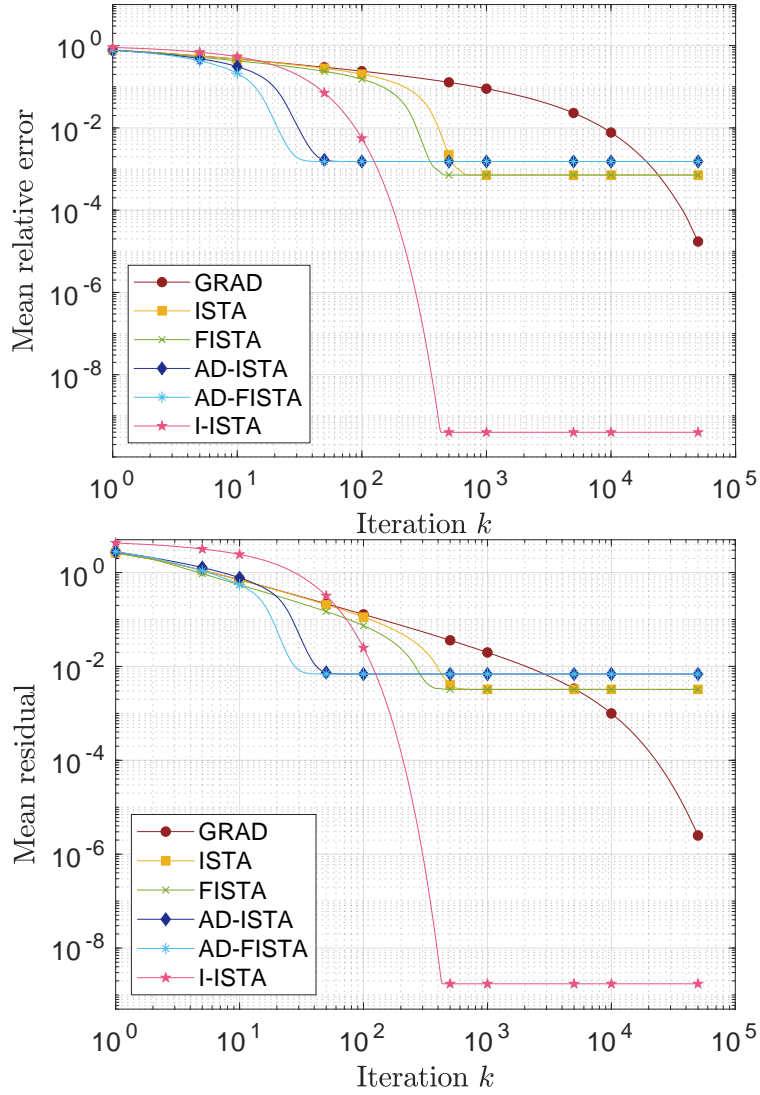 Mean relative error
10^0
10^-2
10^-4
10^-6
10^-8
GRAD
ISTA
FISTA
AD-ISTA
AD-FISTA
I-ISTA
10^0 10^1 10^2 10^3 10^4 10^5
Iteration k
Mean residual
10^0
10^-2
10^-4
10^-6
10^-8
GRAD
ISTA
FISTA
AD-ISTA
AD-FISTA
I-ISTA
10^0 10^1 10^2 10^3 10^4 10^5
Iteration k